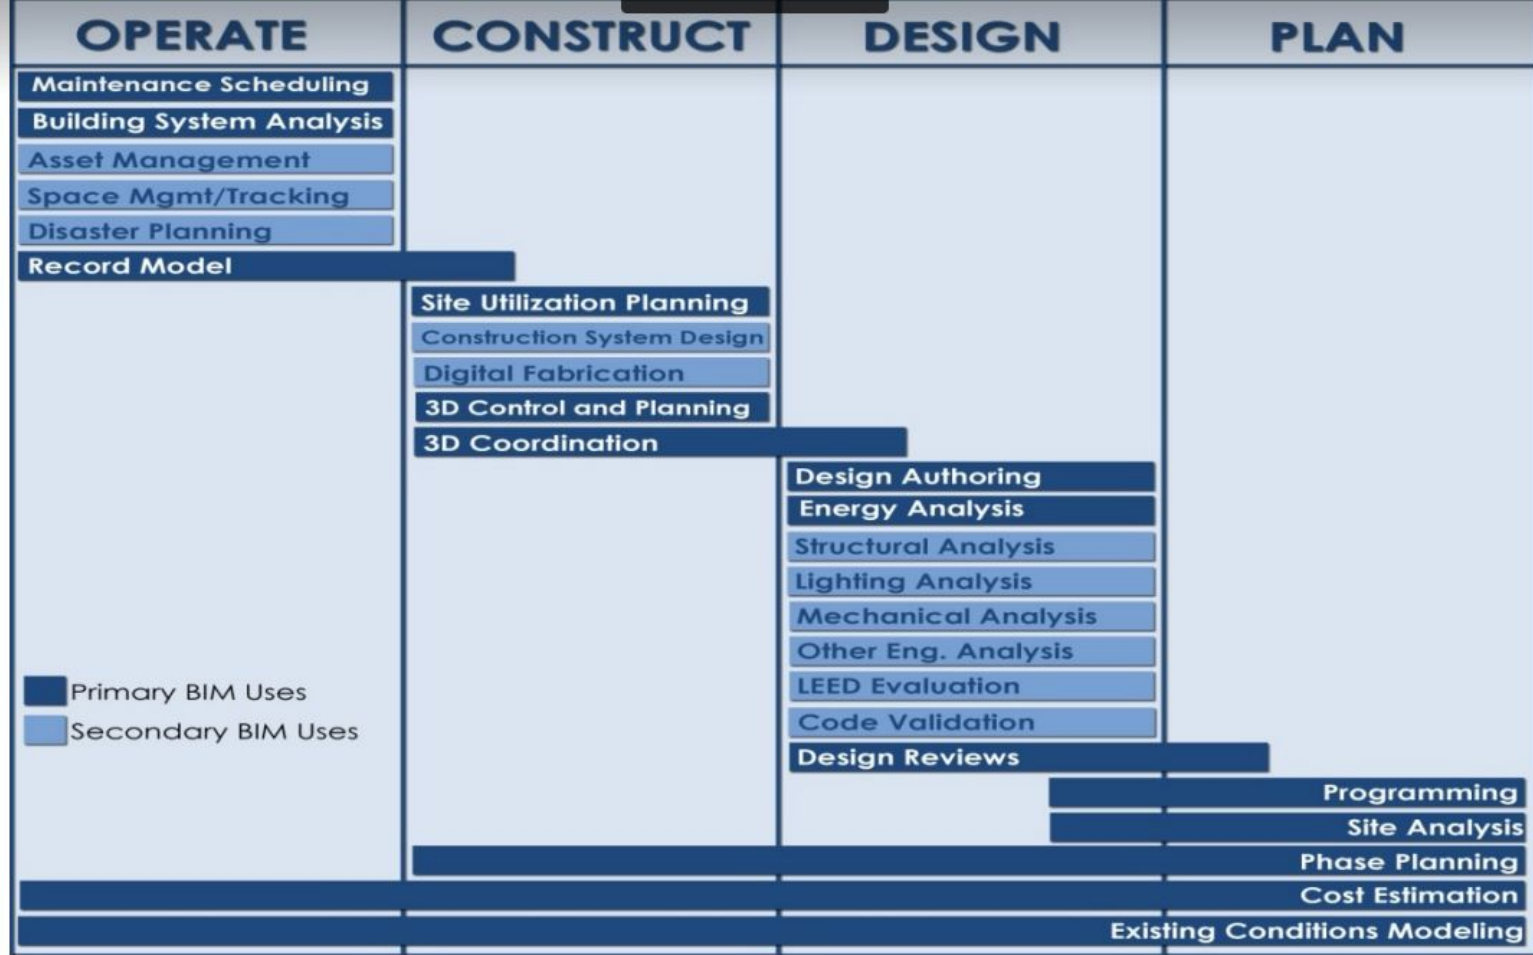 OPERATE CONSTRUCT DESIGN PLAN
Maintenance Scheduling
Building System Analysis
Asset Management
Space Mgmt/Tracking
Disaster Planning
Record Model
Site Utilization Planning
Construction System Design
Digital Fabrication
3D Control and Planning
3D Coordination
Design Authoring
Energy Analysis
Structural Analysis
Lighting Analysis
Mechanical Analysis
Other Eng. Analysis
LEED Evaluation
Code Validation
Design Reviews
Programming
Site Analysis
Phase Planning
Cost Estimation
Existing Conditions Modeling
Primary BIM Uses
Secondary BIM Uses